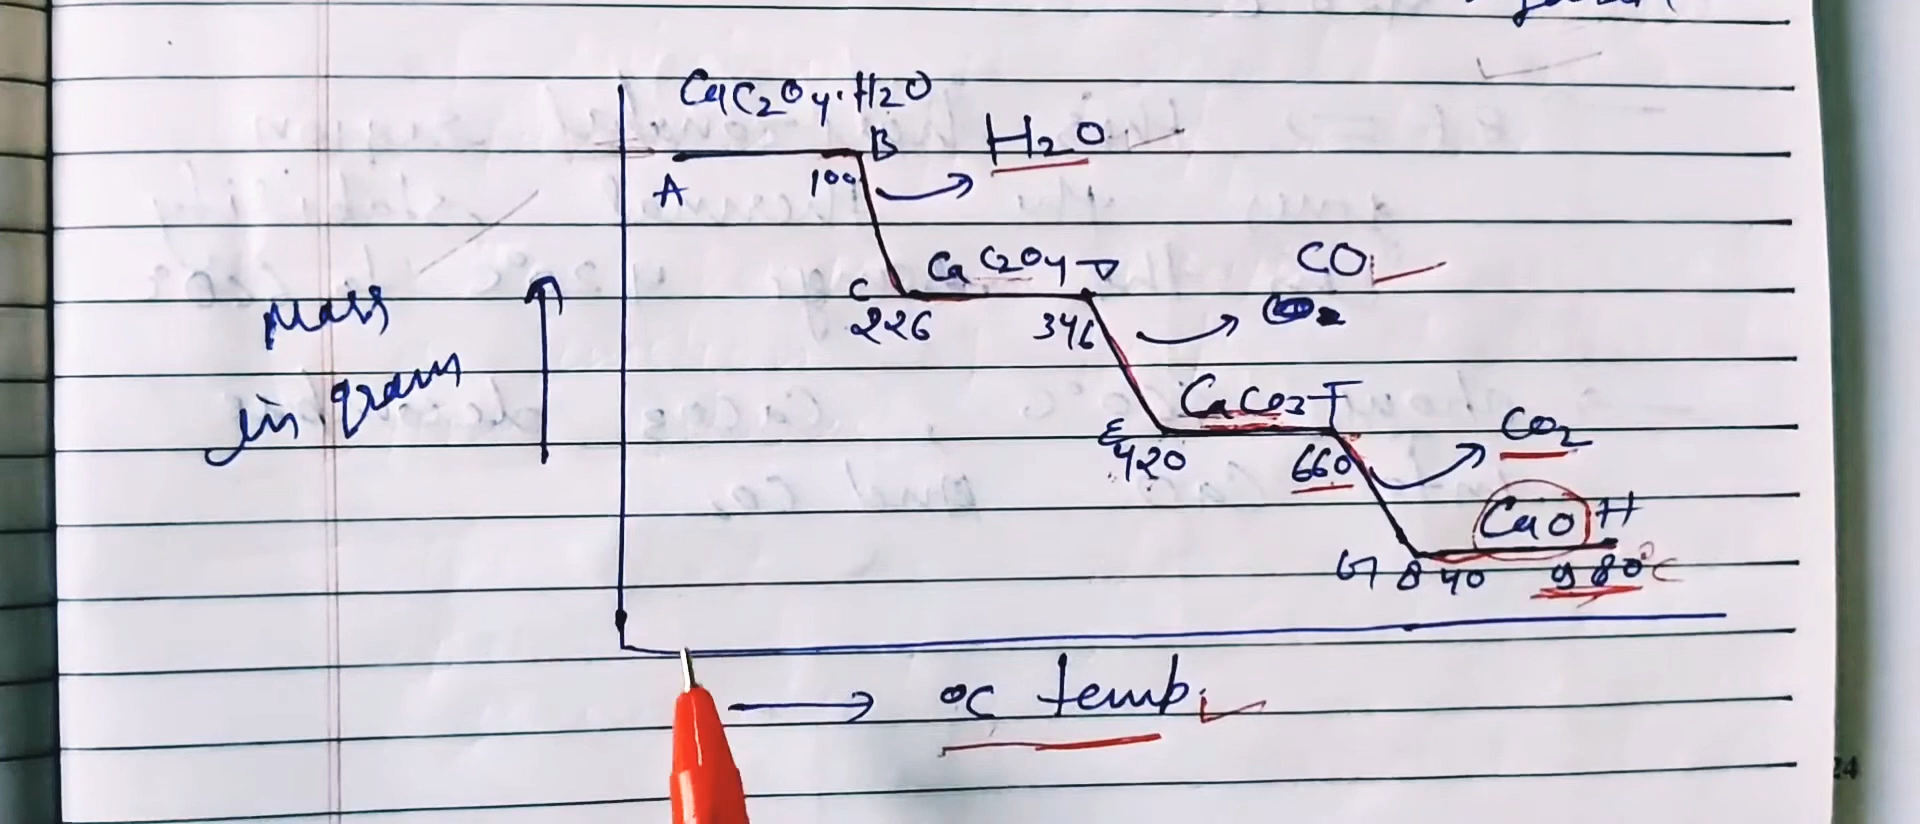 CaC2O4.H2O
A
B
100
H2O
CaC2O4 D
C
226
346
CO
Mass
in gram
CaCO3 F
E
420
660
CO2
CaO H
G 840
980°C
°C temp.
24